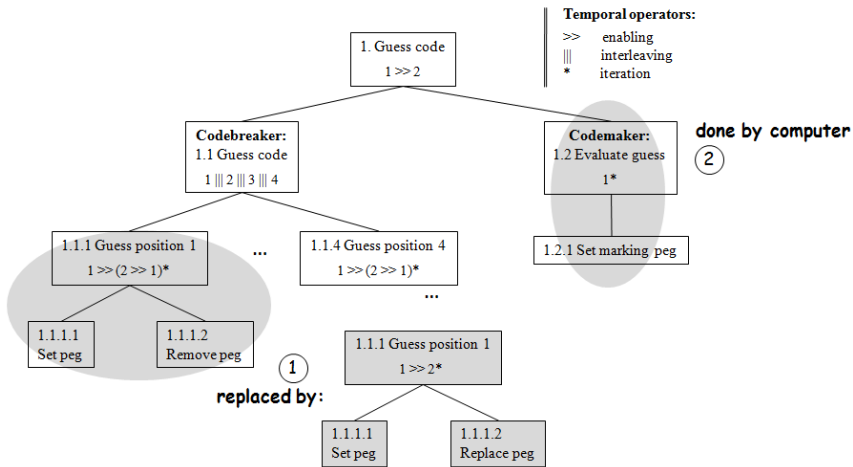 Temporal operators:
>> enabling
||| interleaving
* iteration
1. Guess code
1 >> 2
Codebreaker:
1.1 Guess code
1 ||| 2 ||| 3 ||| 4
Codemaker:
1.2 Evaluate guess
1*
done by computer
2
1.1.1 Guess position 1
1 >> (2 >> 1)*
...
1.1.4 Guess position 4
1 >> (2 >> 1)*
...
1.2.1 Set marking peg
1.1.1.1
Set peg
1.1.1.2
Remove peg
1
replaced by:
1.1.1 Guess position 1
1 >> 2*
1.1.1.1
Set peg
1.1.1.2
Replace peg